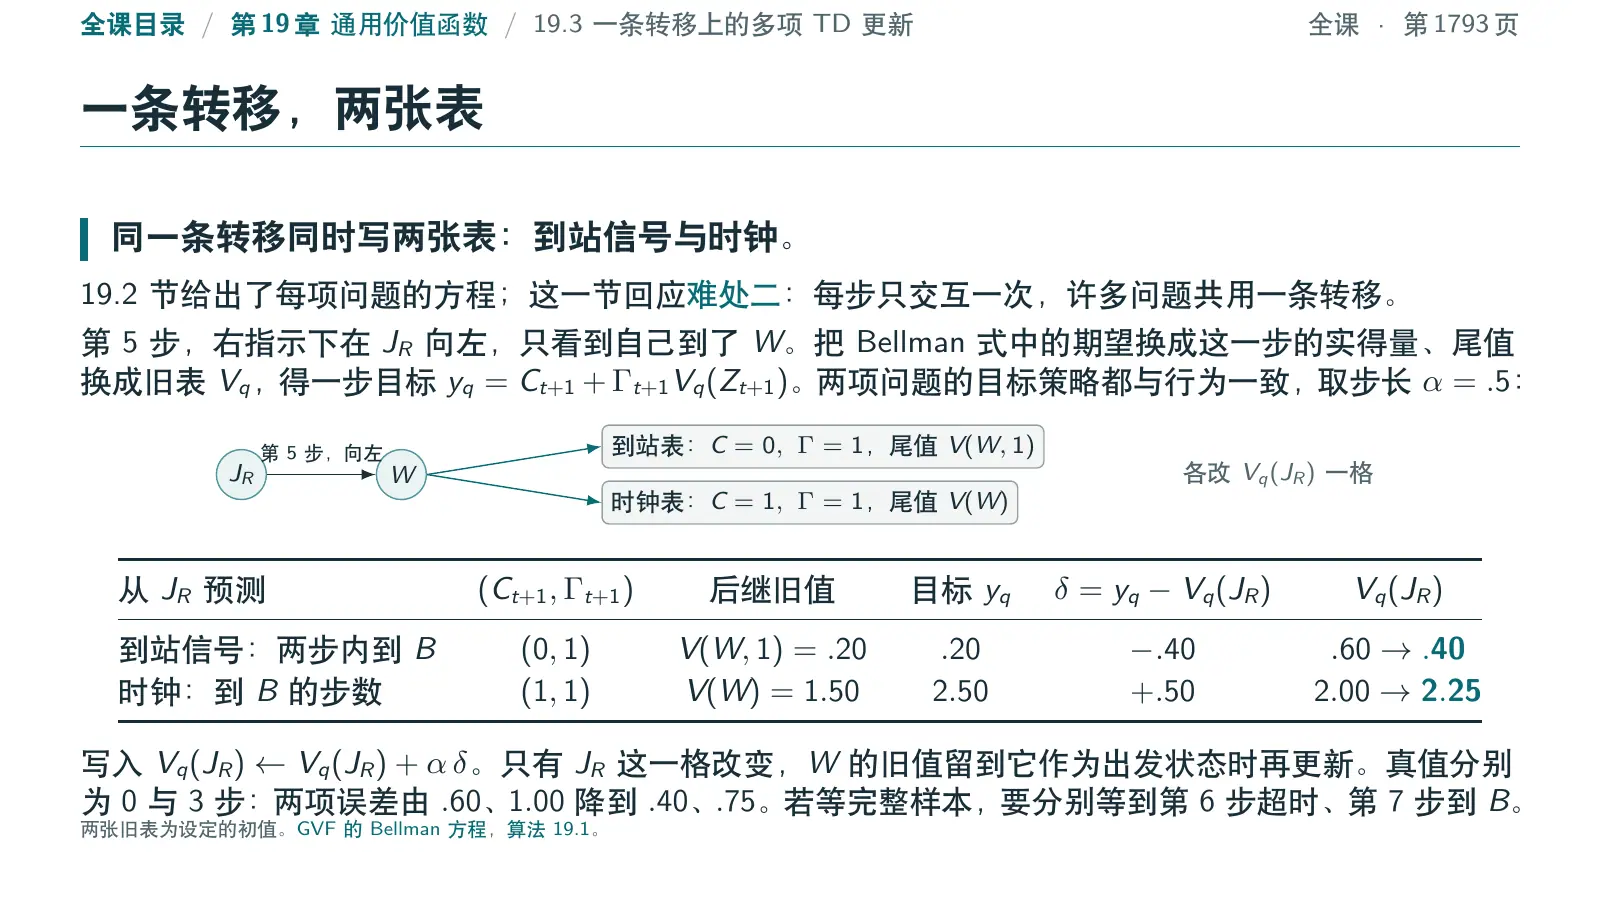 全课目录 / 第 19 章 通用价值函数 / 19.3 一条转移上的多项 TD 更新
全课 · 第 1793 页
一条转移，两张表
同一条转移同时写两张表：到站信号与时钟。
19.2 节给出了每项问题的方程；这一节回应难处二：每步只交互一次，许多问题共用一条转移。
第 5 步，右指示下在 J_R 向左，只看到自己到了 W。把 Bellman 式中的期望换成这一步的实得量、尾值
换成旧表 V_q，得一步目标 y_q = C_{t+1} + Γ_{t+1}V_q(Z_{t+1})。两项问题的目标策略都与行为一致，取步长 α = .5：
J_R 第 5 步，向左 W
到站表：C = 0, Γ = 1，尾值 V(W, 1)
时钟表：C = 1, Γ = 1，尾值 V(W)
各改 V_q(J_R) 一格
从 J_R 预测 (C_{t+1}, Γ_{t+1}) 后继旧值 目标 y_q δ = y_q − V_q(J_R) V_q(J_R)
到站信号：两步内到 B (0, 1) V(W, 1) = .20 .20 −.40 .60 → .40
时钟：到 B 的步数 (1, 1) V(W) = 1.50 2.50 +.50 2.00 → 2.25
写入 V_q(J_R) ← V_q(J_R) + α δ。只有 J_R 这一格改变，W 的旧值留到它作为出发状态时再更新。真值分别
为 0 与 3 步：两项误差由 .60、1.00 降到 .40、.75。若等完整样本，要分别等到第 6 步超时、第 7 步到 B。
两张旧表为设定的初值。GVF 的 Bellman 方程，算法 19.1。